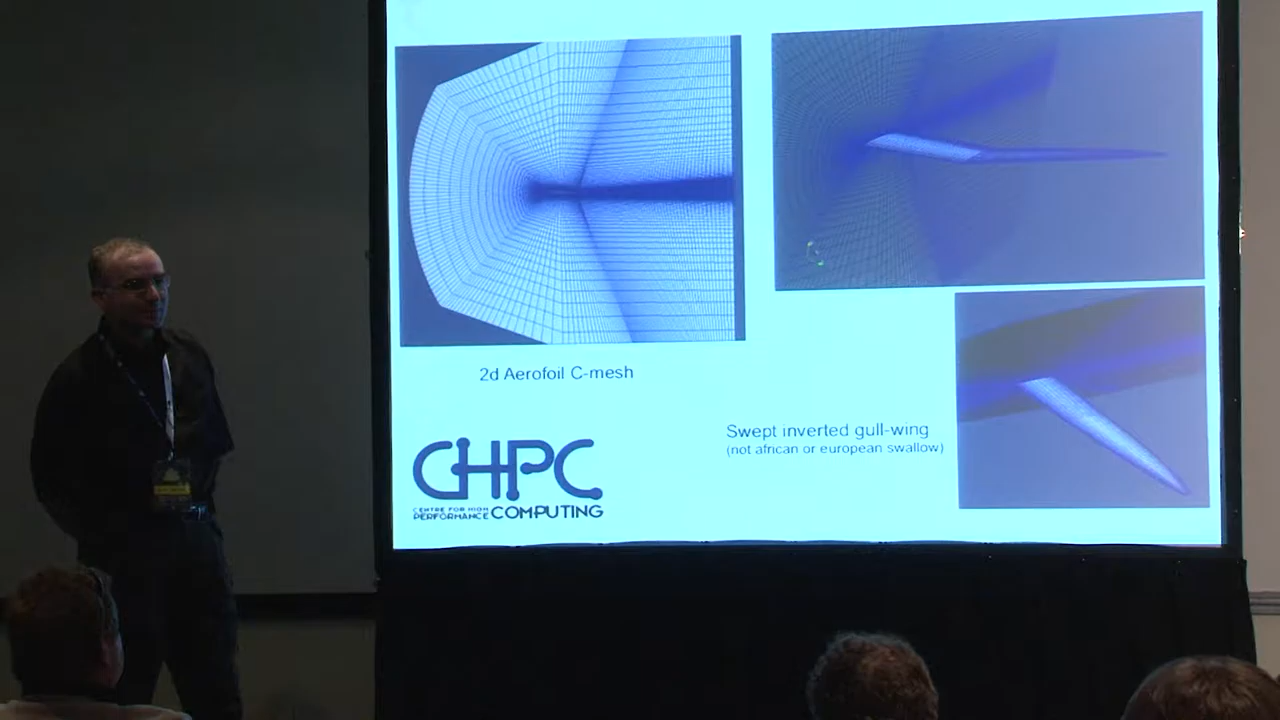 2d Aerofoil C-mesh
Swept inverted gull-wing
(not african or european swallow)
CHPC
CENTRE FOR HIGH
PERFORMANCE COMPUTING